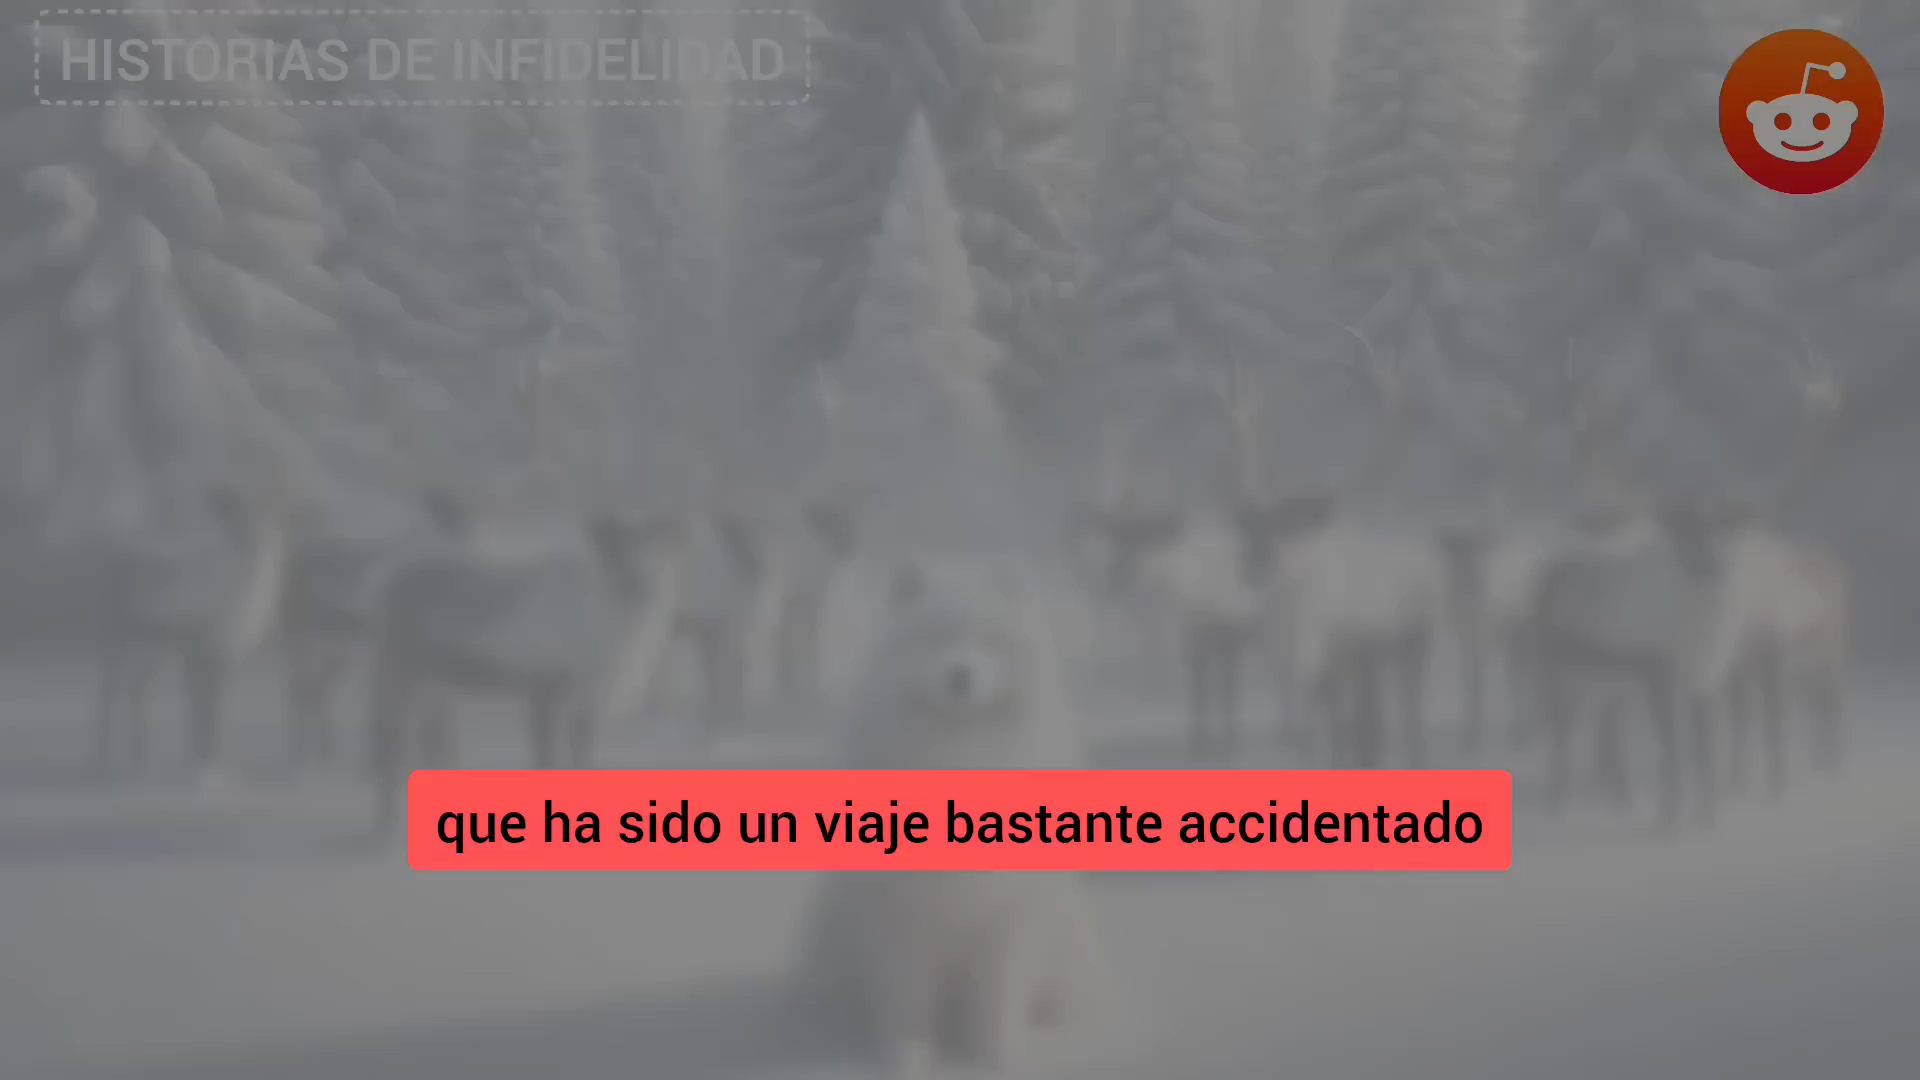 HISTORIAS DE INFIDELIDAD
que ha sido un viaje bastante accidentado